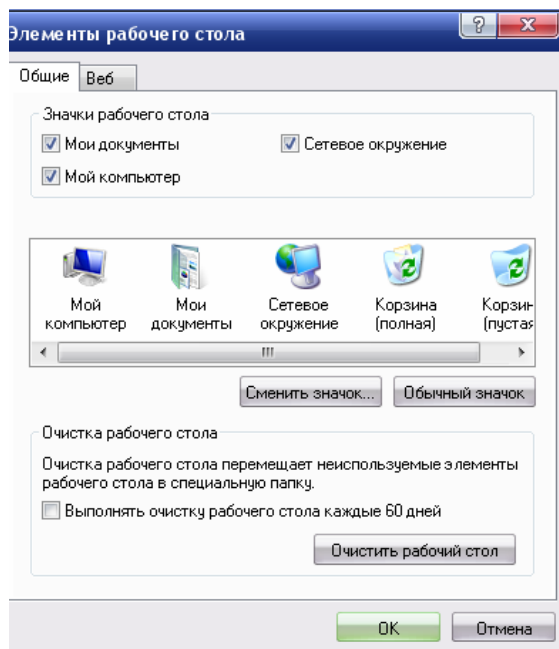 Элементы рабочего стола
Общие Веб
Значки рабочего стола
Мои документы Сетевое окружение
Мой компьютер
Мой Мои Сетевое Корзина Корзин
компьютер документы окружение (полная) (пустая
Сменить значок... Обычный значок
Очистка рабочего стола
Очистка рабочего стола перемещает неиспользуемые элементы
рабочего стола в специальную папку.
Выполнять очистку рабочего стола каждые 60 дней
Очистить рабочий стол
ОК Отмена